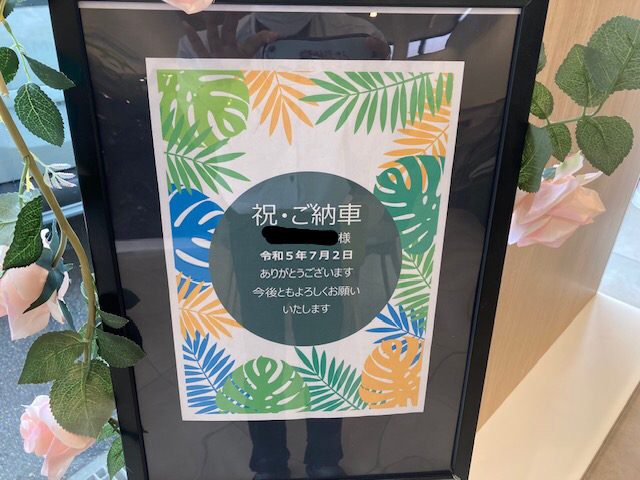 祝・ご納車
様
令和５年７月２日
ありがとうございます
今後ともよろしくお願い
いたします